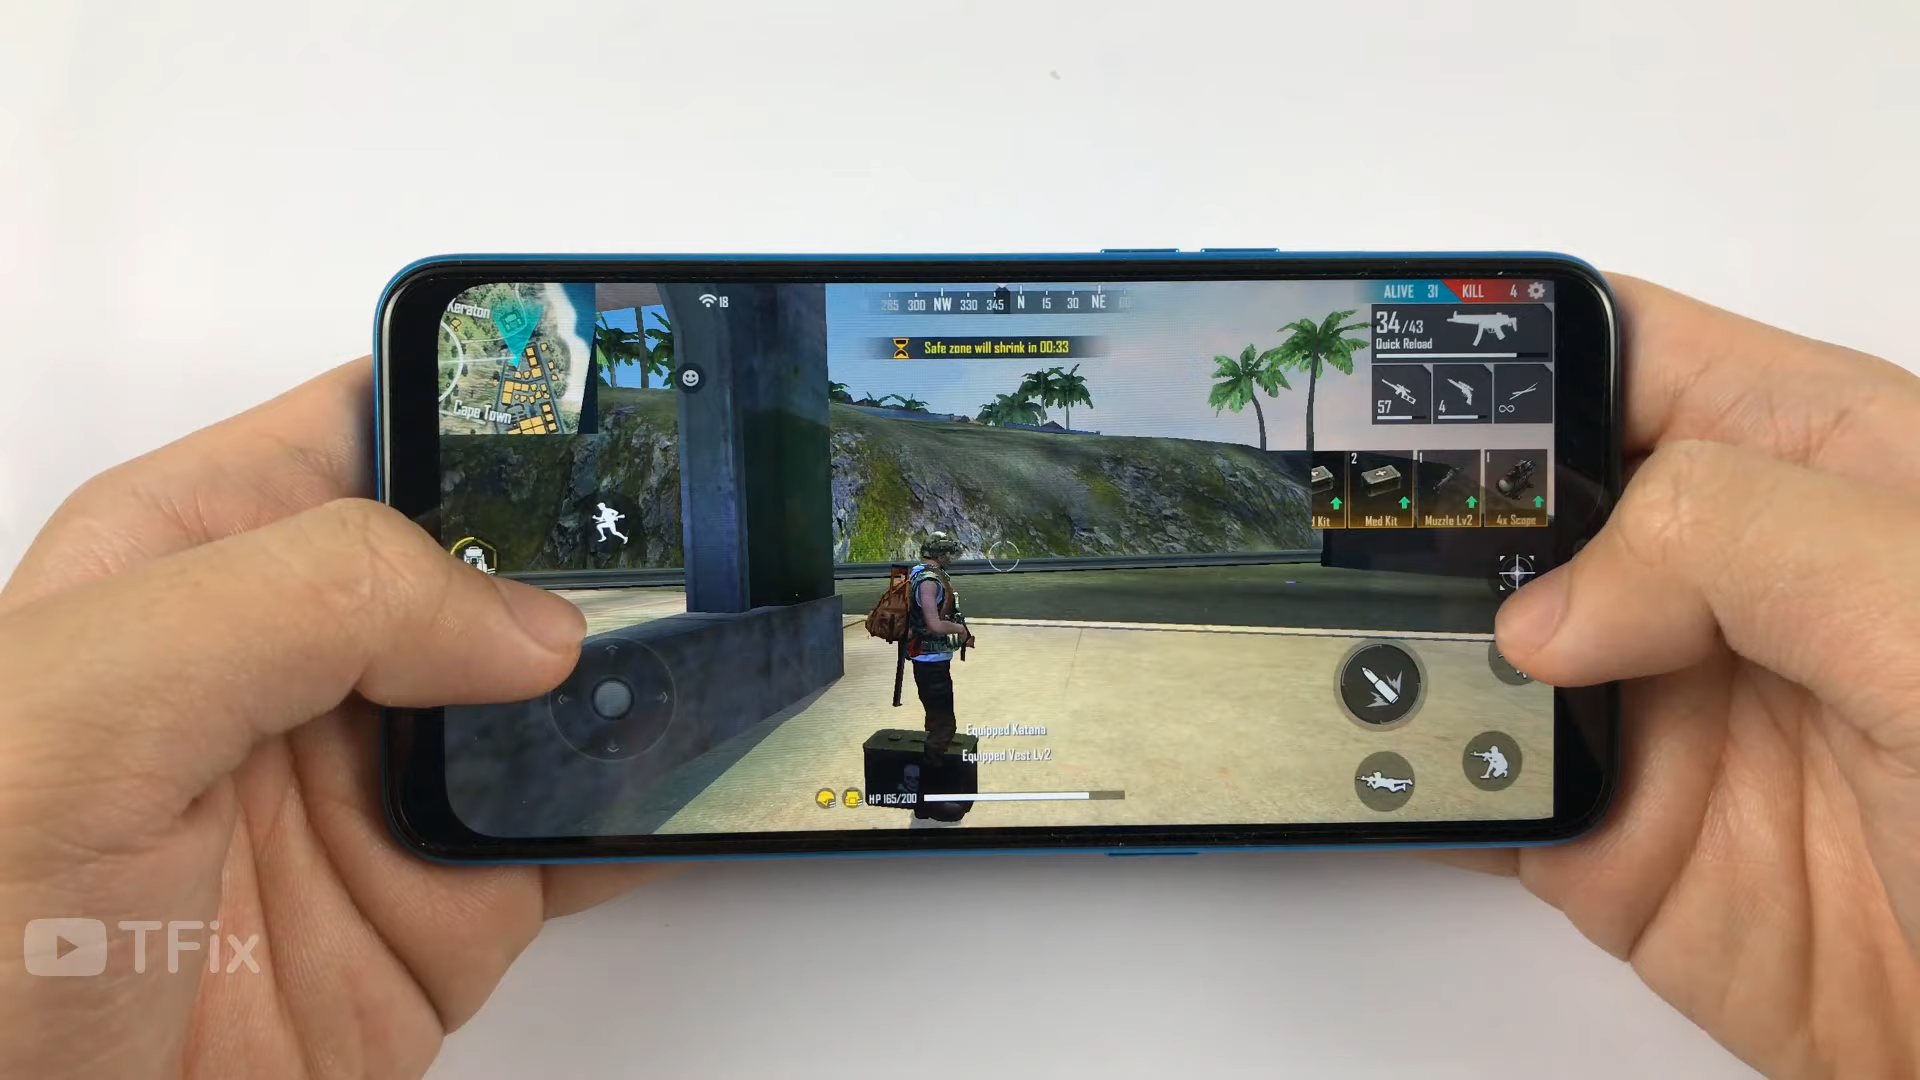 Keraton
Cape Town
18
285 300 NW 330 345 N 15 30 NE 60
Safe zone will shrink in 00:33
ALIVE 31 KILL 4
34/43
Quick Reload
57
4
∞
2
1
1
Kit
Med Kit
Muzzle Lv2
4x Scope
Equipped Katana
Equipped Vest Lv2
HP 165/200
TFix